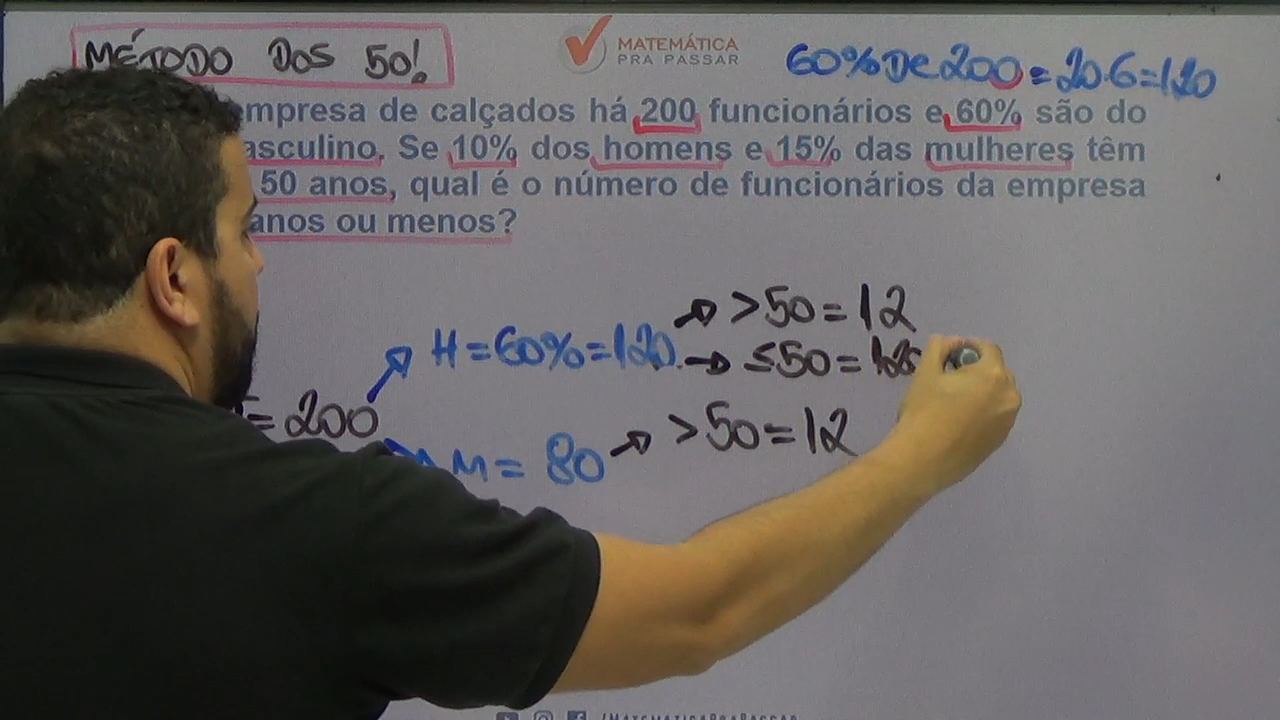 MÉTODO DOS 50!
MATEMÁTICA
PRA PASSAR
60% De 200 = 20.6=120
mpresa de calçados há 200 funcionários e 60% são do
asculino. Se 10% dos homens e 15% das mulheres têm
50 anos, qual é o número de funcionários da empresa
anos ou menos?
>50=12
H=60%=120
≤50=
= 200
>50=12
M= 80
/MATEMATICAPRAPASSAR